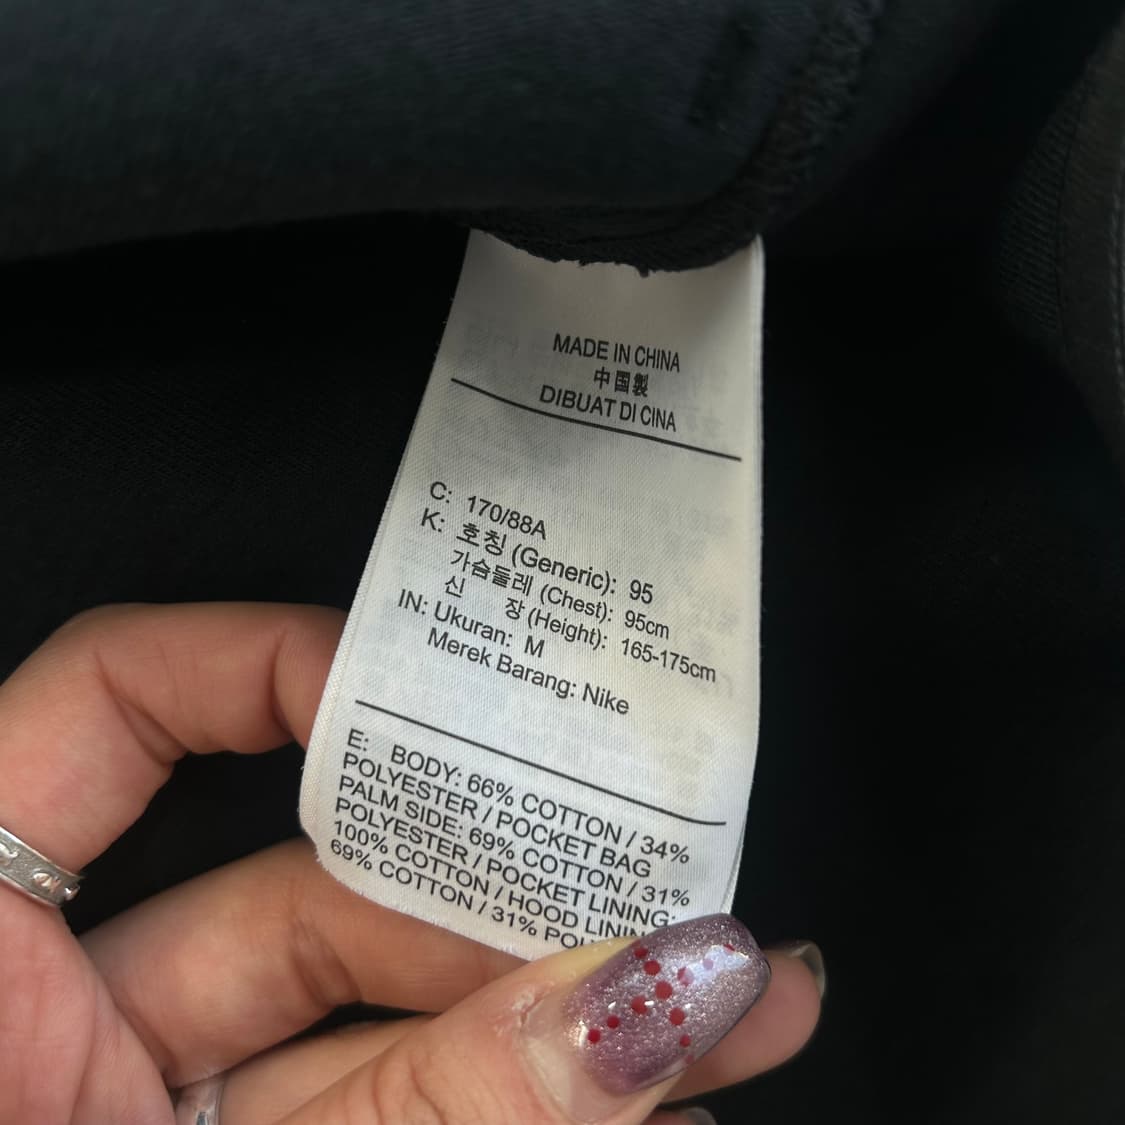 MADE IN CHINA
中国製
DIBUAT DI CINA
C: 170/88A
K: 호칭 (Generic): 95
가슴둘레 (Chest): 95cm
신 장 (Height): 165-175cm
IN: Ukuran: M
Merek Barang: Nike
E: BODY: 66% COTTON / 34%
POLYESTER / POCKET BAG
PALM SIDE: 69% COTTON / 31%
POLYESTER / POCKET LINING:
100% COTTON / HOOD
69% COTTON / 31%